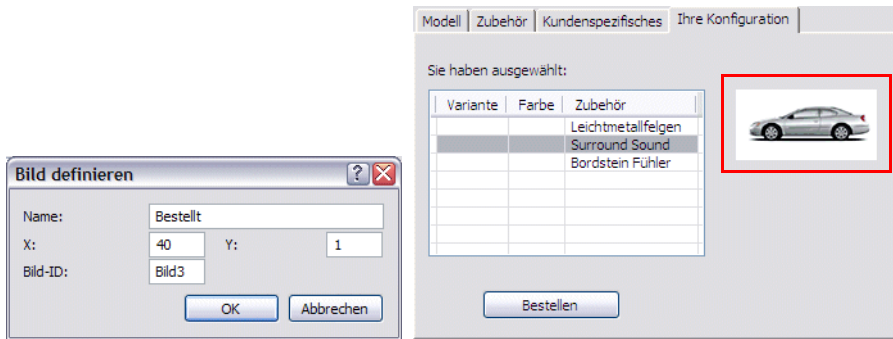 Bild definieren
Name: Bestellt
X: 40 Y: 1
Bild-ID: Bild3
OK Abbrechen
Modell Zubehör Kundenspezifisches Ihre Konfiguration
Sie haben ausgewählt:
Variante Farbe Zubehör
Leichtmetallfelgen
Surround Sound
Bordstein Fühler
Bestellen